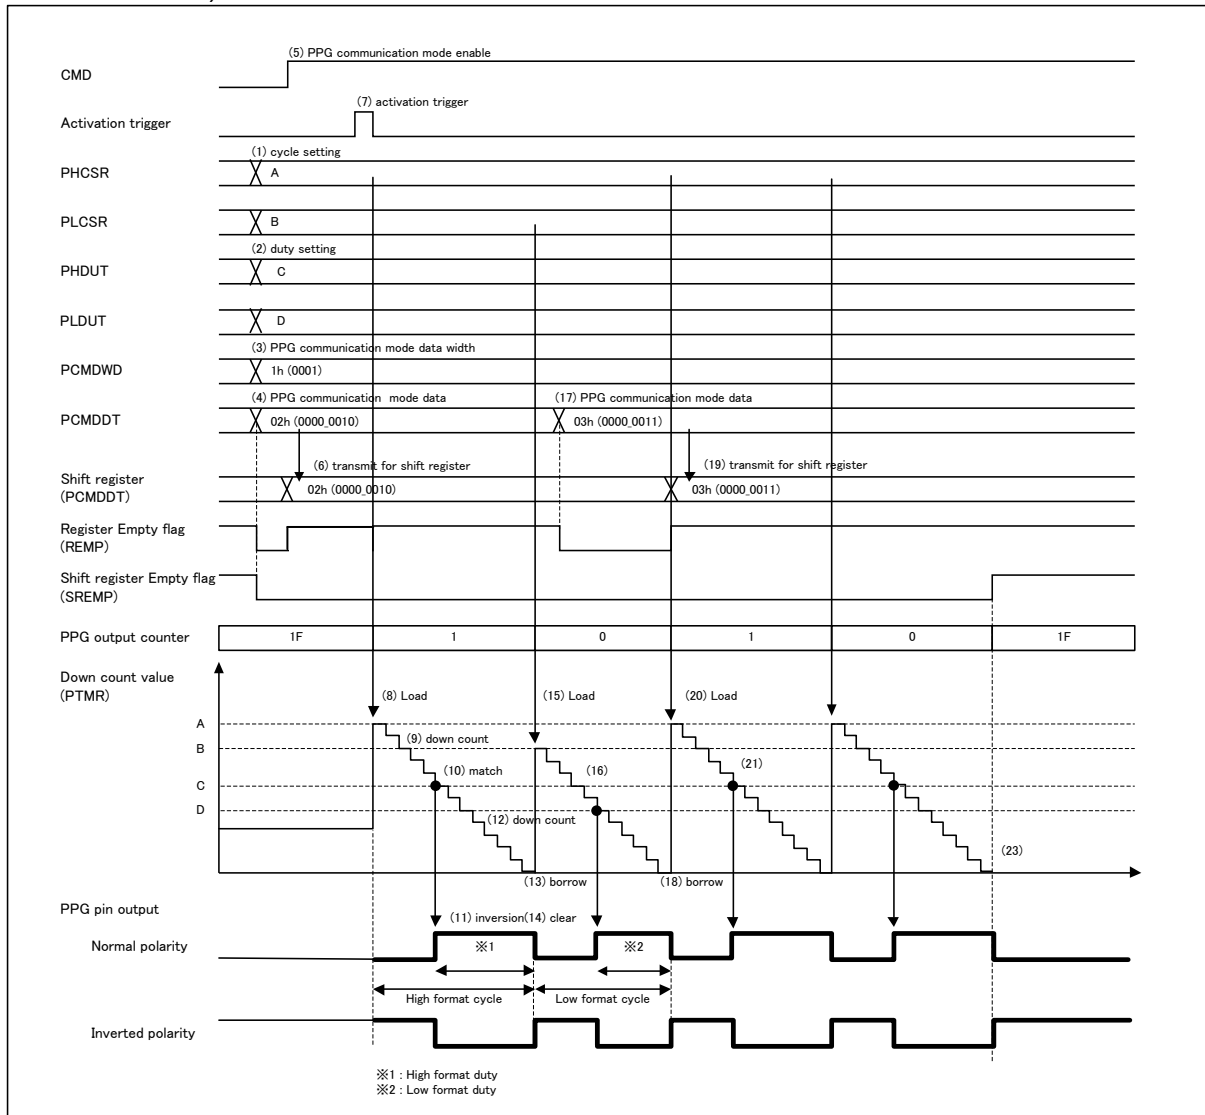 (5) PPG communication mode enable
CMD
(7) activation trigger
Activation trigger
(1) cycle setting
PHCSR
A
PLCSR
B
(2) duty setting
PHDUT
C
PLDUT
D
(3) PPG communication mode data width
PCMDWD
1h (0001)
(4) PPG communication mode data
(17) PPG communication mode data
PCMDDT
02h (0000_0010)
03h (0000_0011)
(6) transmit for shift register
(19) transmit for shift register
Shift register
(PCMDDT)
02h (0000_0010)
03h (0000_0011)
Register Empty flag
(REMP)
Shift register Empty flag
(SREMP)
PPG output counter
1F
1
0
1
0
1F
Down count value
(PTMR)
(8) Load
(15) Load
(20) Load
A
(9) down count
B
(10) match
(16)
(21)
C
D
(12) down count
(23)
(13) borrow
(18) borrow
PPG pin output
(11) inversion(14) clear
Normal polarity
※1
※2
High format cycle
Low format cycle
Inverted polarity
※1 : High format duty
※2 : Low format duty